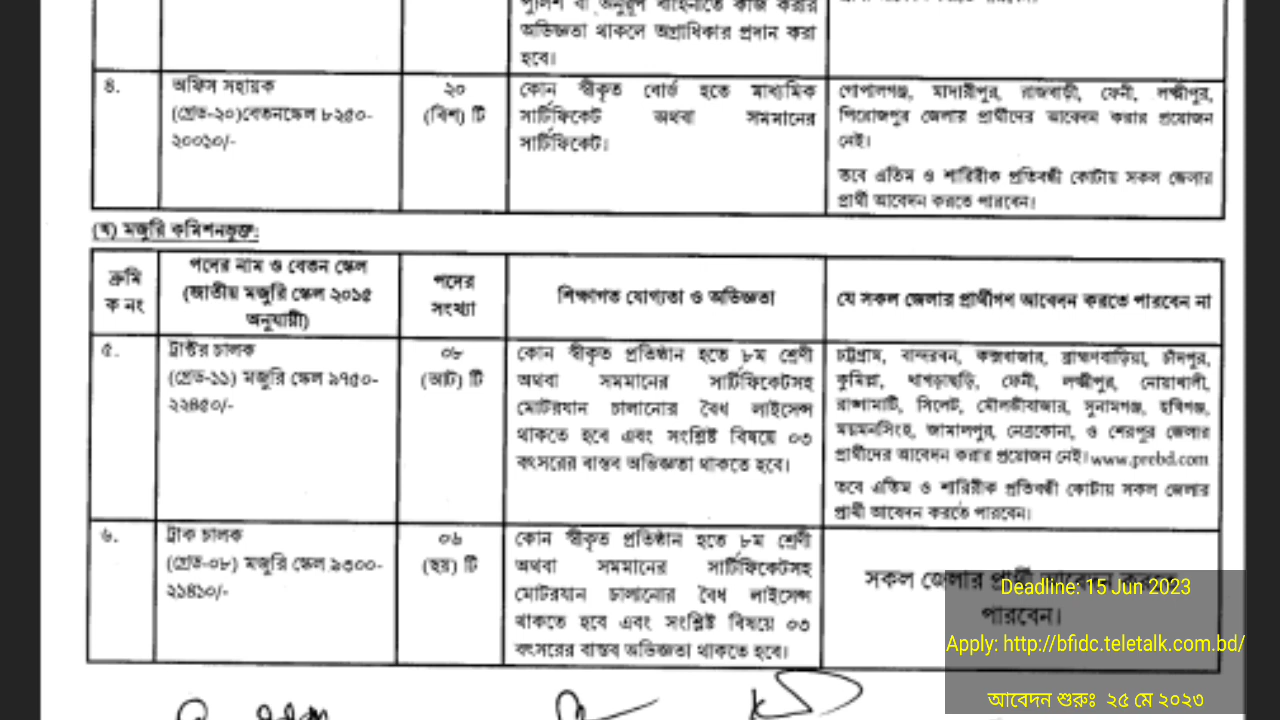 পুলিশ বা অনুরূপ বাহিনীতে কাজ করার
অভিজ্ঞতা থাকলে অগ্রাধিকার প্রদান করা
হবে।
৪.
অফিস সহায়ক
(গ্রেড-২০)বেতনস্কেল ৮২৫০-
২০০১০/-
২০
(বিশ) টি
কোন স্বীকৃত বোর্ড হতে মাধ্যমিক
সার্টিফিকেট অথবা সমমানের
সার্টিফিকেট।
গোপালগঞ্জ, মাদারীপুর, রাজবাড়ী, ফেনী, লক্ষ্মীপুর,
পিরোজপুর জেলার প্রার্থীদের আবেদন করার প্রয়োজন
নেই।
তবে এতিম ও শারিরীক প্রতিবন্ধী কোটায় সকল জেলার
প্রার্থী আবেদন করতে পারবেন।
(খ) মজুরি কমিশনভুক্ত:
ক্রমি
ক নং
পদের নাম ও বেতন স্কেল
(জাতীয় মজুরি স্কেল ২০১৫
অনুযায়ী)
পদের
সংখ্যা
শিক্ষাগত যোগ্যতা ও অভিজ্ঞতা
যে সকল জেলার প্রার্থীগণ আবেদন করতে পারবেন না
৫.
ট্রাক্টর চালক
(গ্রেড-১১) মজুরি স্কেল ৯৭৫০-
২২৪৫০/-
০৮
(আট) টি
কোন স্বীকৃত প্রতিষ্ঠান হতে ৮ম শ্রেণী
অথবা সমমানের সার্টিফিকেটসহ
মোটরযান চালানোর বৈধ লাইসেন্স
থাকতে হবে এবং সংশ্লিষ্ট বিষয়ে ০৩
বৎসরের বাস্তব অভিজ্ঞতা থাকতে হবে।
চট্টগ্রাম, বান্দরবন, কক্সবাজার, ব্রাহ্মণবাড়িয়া, চাঁদপুর,
কুমিল্লা, খাগড়াছড়ি, ফেনী, লক্ষ্মীপুর, নোয়াখালী,
রাঙ্গামাটি, সিলেট, মৌলভীবাজার, সুনামগঞ্জ, হবিগঞ্জ,
ময়মনসিংহ, জামালপুর, নেত্রকোনা, ও শেরপুর জেলার
প্রার্থীদের আবেদন করার প্রয়োজন নেই। www.prebd.com
তবে এতিম ও শারিরীক প্রতিবন্ধী কোটায় সকল জেলার
প্রার্থী আবেদন করতে পারবেন।
৬.
ট্রাক চালক
(গ্রেড-০৮) মজুরি স্কেল ৯৩০০-
২১৪১০/-
০৬
(ছয়) টি
কোন স্বীকৃত প্রতিষ্ঠান হতে ৮ম শ্রেণী
অথবা সমমানের সার্টিফিকেটসহ
মোটরযান চালানোর বৈধ লাইসেন্স
থাকতে হবে এবং সংশ্লিষ্ট বিষয়ে ০৩
বৎসরের বাস্তব অভিজ্ঞতা থাকতে হবে।
সকল জেলার প্রার্থী আবেদন করতে
পারবেন।
Deadline: 15 Jun 2023
Apply: http://bfidc.teletalk.com.bd/
আবেদন শুরুঃ ২৫ মে ২০২৩